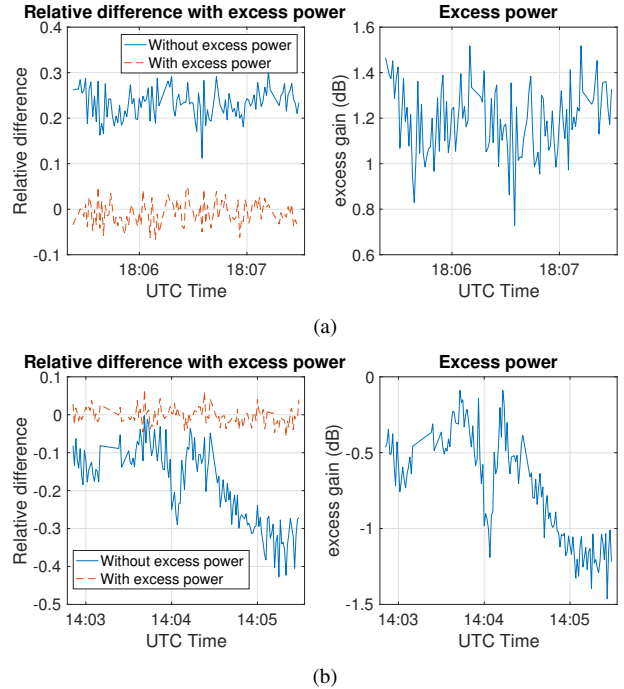 Relative difference with excess power
0.4
0.3
0.2
0.1
0
-0.1
Relative difference
Without excess power
With excess power
18:06
18:07
UTC Time
Excess power
1.6
1.4
1.2
1
0.8
0.6
excess gain (dB)
18:06
18:07
UTC Time
(a)
Relative difference with excess power
0.1
0
-0.1
-0.2
-0.3
-0.4
-0.5
Relative difference
Without excess power
With excess power
14:03
14:04
14:05
UTC Time
Excess power
0
-0.5
-1
-1.5
excess gain (dB)
14:03
14:04
14:05
UTC Time
(b)